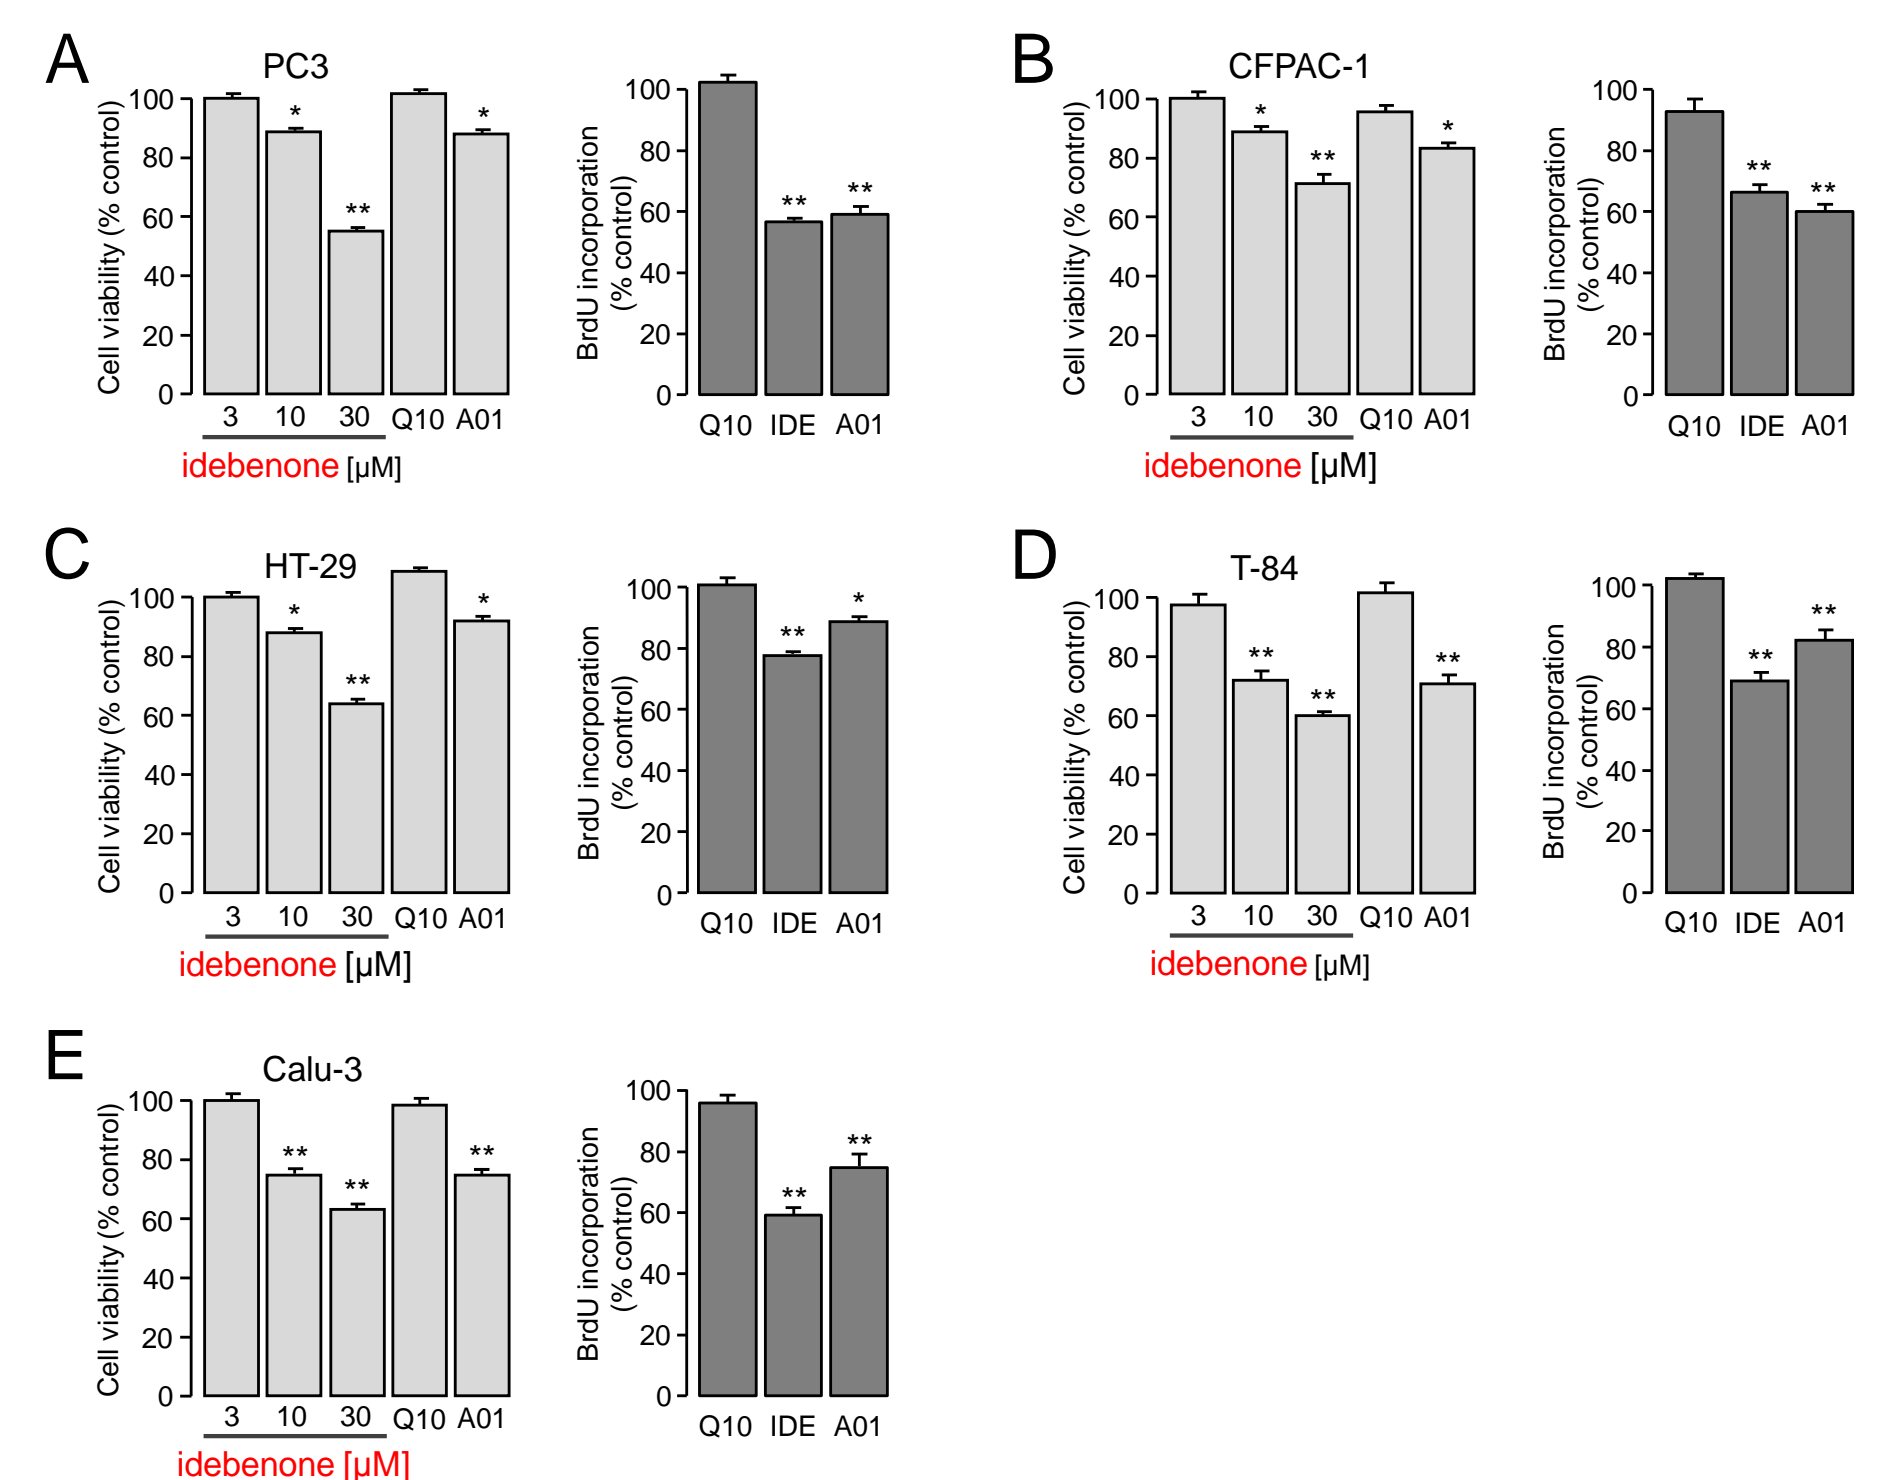 A
PC3
Cell viability (% control)
100
80
60
40
20
0
*
**
*
3 10 30 Q10 A01
idebenone [µM]
BrdU incorporation
(% control)
100
80
60
40
20
0
**
**
Q10 IDE A01
B
CFPAC-1
Cell viability (% control)
100
80
60
40
20
0
*
**
*
3 10 30 Q10 A01
idebenone [µM]
BrdU incorporation
(% control)
100
80
60
40
20
0
**
**
Q10 IDE A01
C
HT-29
Cell viability (% control)
100
80
60
40
20
0
*
**
*
3 10 30 Q10 A01
idebenone [µM]
BrdU incorporation
(% control)
100
80
60
40
20
0
**
*
Q10 IDE A01
D
T-84
Cell viability (% control)
100
80
60
40
20
0
**
**
**
3 10 30 Q10 A01
idebenone [µM]
BrdU incorporation
(% control)
100
80
60
40
20
0
**
**
Q10 IDE A01
E
Calu-3
Cell viability (% control)
100
80
60
40
20
0
**
**
**
3 10 30 Q10 A01
idebenone [µM]
BrdU incorporation
(% control)
100
80
60
40
20
0
**
**
Q10 IDE A01